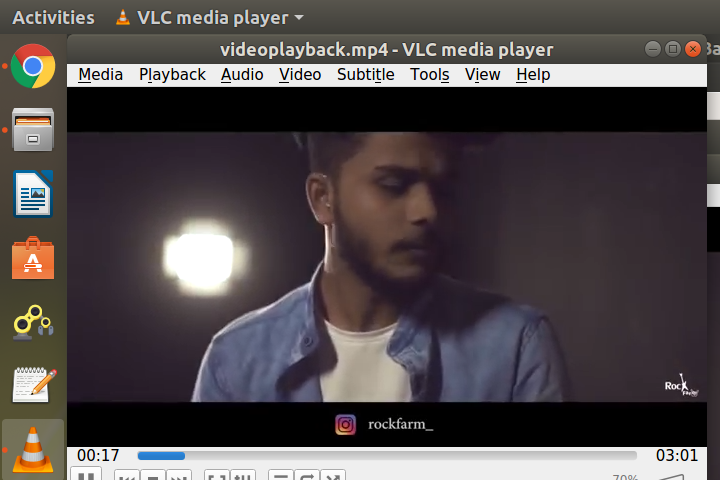 Activities VLC media player
videoplayback.mp4 - VLC media player
Media Playback Audio Video Subtitle Tools View Help
Rock
rockfarm_
00:17 03:01
70%